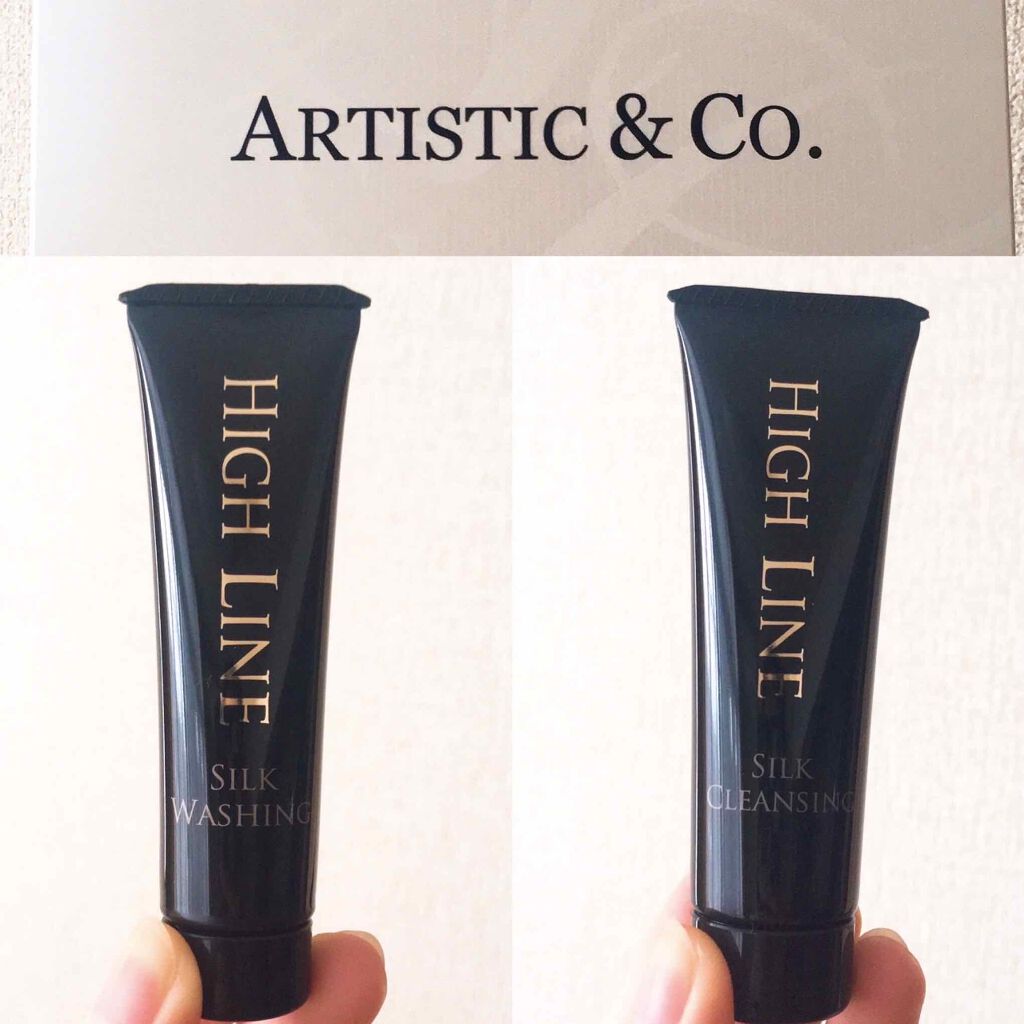 ARTISTIC & CO.
HIGH LINE
SILK
WASHING
HIGH LINE
SILK
CLEANSING